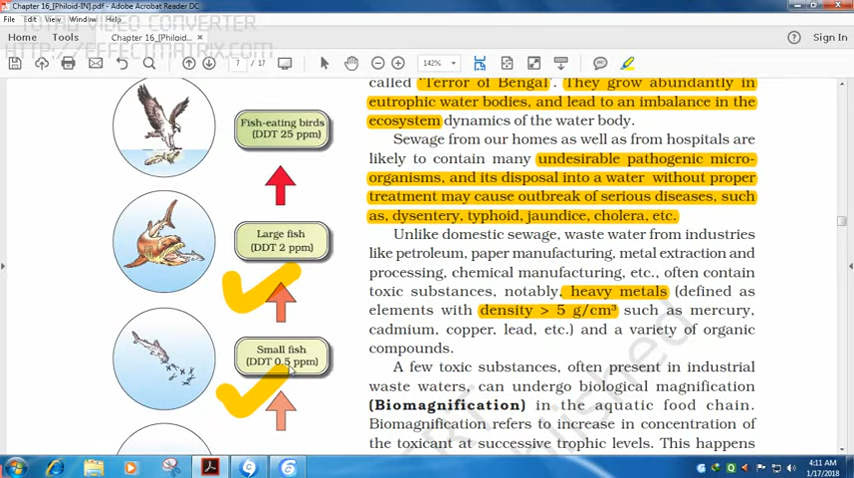 Chapter 16_[Philoid-IN].pdf - Adobe Acrobat Reader DC
File Edit View Window Help
TOTAL VIDEO CONVERTER
HTTP://EFFECTMATRIX.COM
Home Tools Chapter 16_[Philoid... × Sign In
7 / 17 142%
Fish-eating birds
(DDT 25 ppm)
Large fish
(DDT 2 ppm)
Small fish
(DDT 0.5 ppm)
called 'Terror of Bengal'. They grow abundantly in
eutrophic water bodies, and lead to an imbalance in the
ecosystem dynamics of the water body.
Sewage from our homes as well as from hospitals are
likely to contain many undesirable pathogenic micro-
organisms, and its disposal into a water without proper
treatment may cause outbreak of serious diseases, such
as, dysentery, typhoid, jaundice, cholera, etc.
Unlike domestic sewage, waste water from industries
like petroleum, paper manufacturing, metal extraction and
processing, chemical manufacturing, etc., often contain
toxic substances, notably, heavy metals (defined as
elements with density > 5 g/cm³ such as mercury,
cadmium, copper, lead, etc.) and a variety of organic
compounds.
A few toxic substances, often present in industrial
waste waters, can undergo biological magnification
(Biomagnification) in the aquatic food chain.
Biomagnification refers to increase in concentration of
the toxicant at successive trophic levels. This happens
4:11 AM
1/17/2018